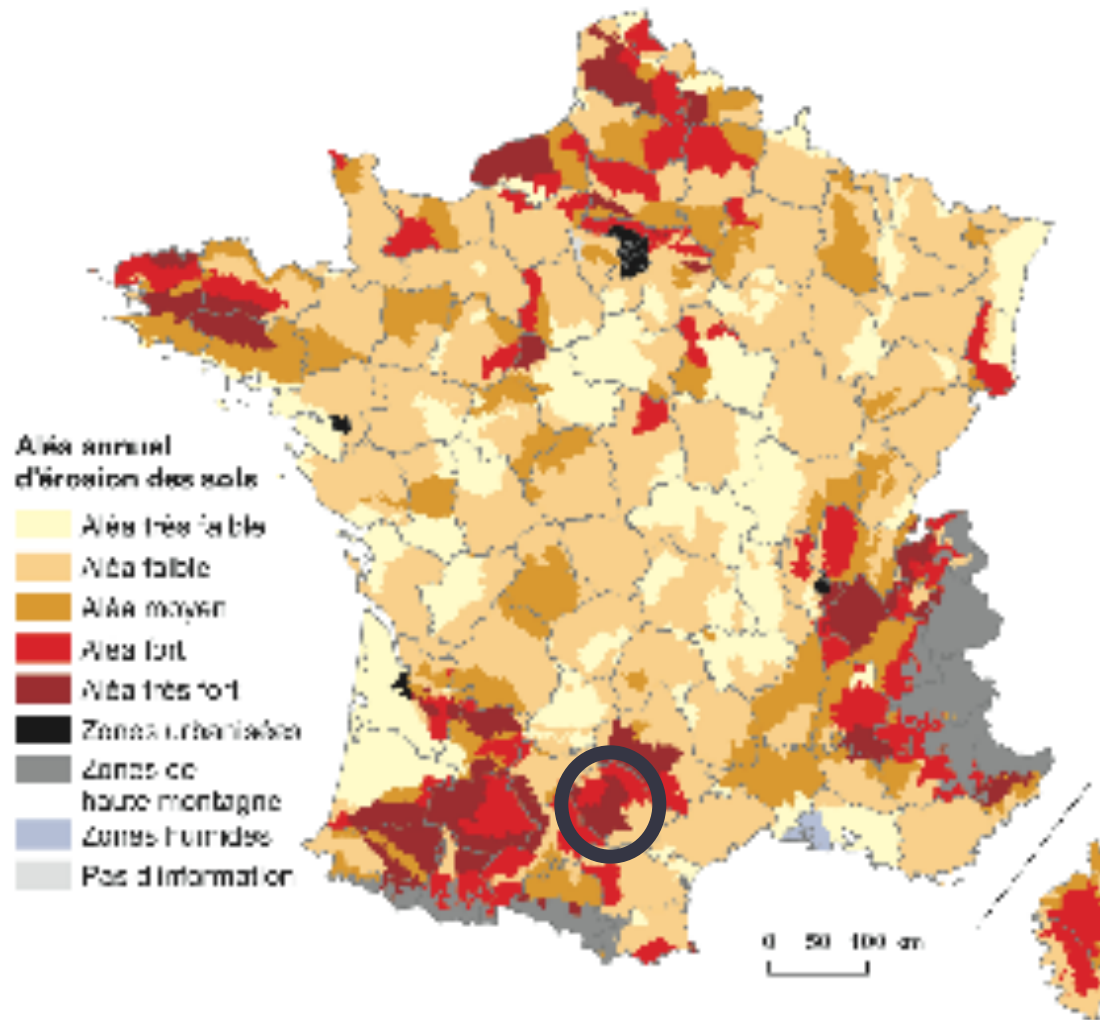 Aléa annuel
d'érosion des sols
Aléa très faible
Aléa faible
Aléa moyen
Aléa fort
Aléa très fort
Zones urbanisées
Zones de
haute montagne
Zones humides
Pas d'information
0 50 100 km